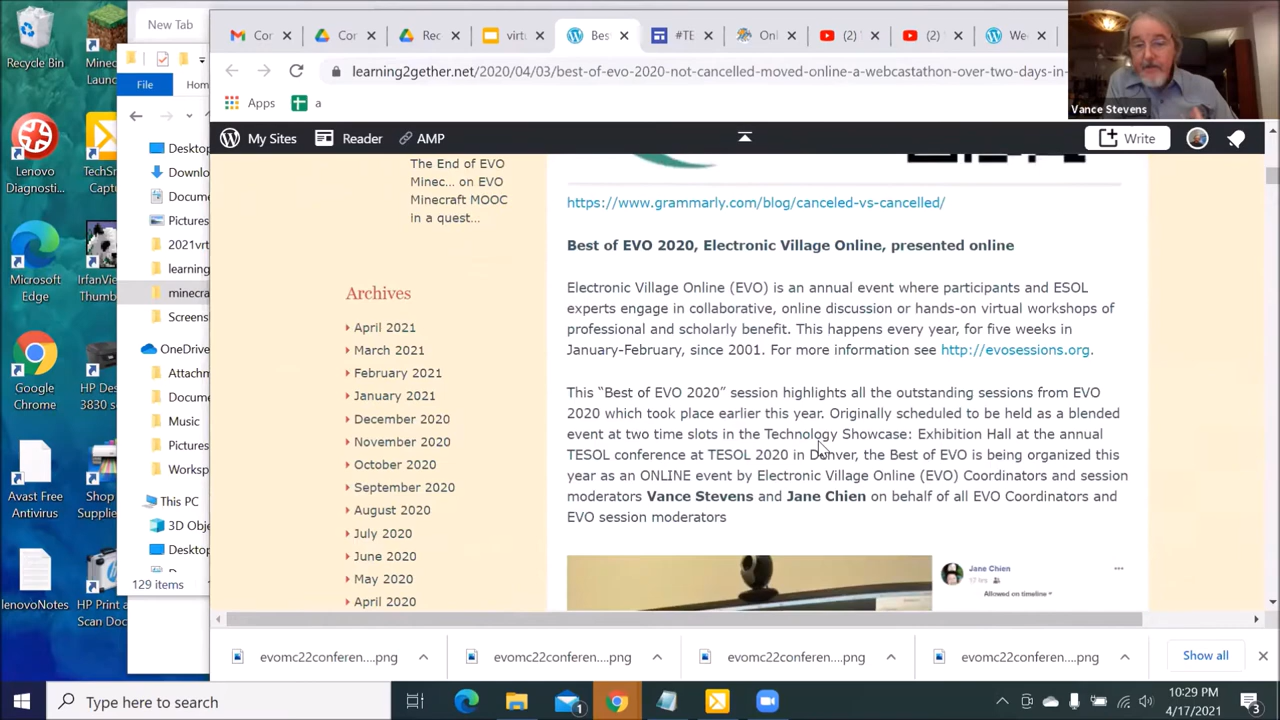 New Tab
Recycle Bin
Minec
Launc
Lenovo
Diagnosti...
TechSm
Capt
Microsoft
Edge
IrfanView
Thumb
Google
Chrome
HP Des
3830 se
Avast Free
Antivirus
Shop
Supplie
lenovoNotes
HP Print a
Scan Doc
File
Hom
Desktop
Downlo
Docume
Pictures
2021vrt
learning
minecra
Screens
OneDrive
Attachm
Docume
Music
Pictures
Worksp
This PC
3D Obje
Desktop
129 items
Cor
Cor
Rec
virtu
Bes
#TE
Onl
(2)
(2)
We
learning2gether.net/2020/04/03/best-of-evo-2020-not-cancelled-moved-online-a-webcastathon-over-two-days-in-
Vance Stevens
Apps
a
My Sites
Reader
AMP
Write
The End of EVO
Minec... on EVO
Minecraft MOOC
in a quest...
Archives
April 2021
March 2021
February 2021
January 2021
December 2020
November 2020
October 2020
September 2020
August 2020
July 2020
June 2020
May 2020
April 2020
https://www.grammarly.com/blog/canceled-vs-cancelled/
Best of EVO 2020, Electronic Village Online, presented online
Electronic Village Online (EVO) is an annual event where participants and ESOL
experts engage in collaborative, online discussion or hands-on virtual workshops of
professional and scholarly benefit. This happens every year, for five weeks in
January-February, since 2001. For more information see http://evosessions.org.
This “Best of EVO 2020” session highlights all the outstanding sessions from EVO
2020 which took place earlier this year. Originally scheduled to be held as a blended
event at two time slots in the Technology Showcase: Exhibition Hall at the annual
TESOL conference at TESOL 2020 in Denver, the Best of EVO is being organized this
year as an ONLINE event by Electronic Village Online (EVO) Coordinators and session
moderators Vance Stevens and Jane Chien on behalf of all EVO Coordinators and
EVO session moderators
Jane Chien
12 hrs
Allowed on timeline
evomc22conferen....png
evomc22conferen....png
evomc22conferen....png
evomc22conferen....png
Show all
Type here to search
1
10:29 PM
4/17/2021
3